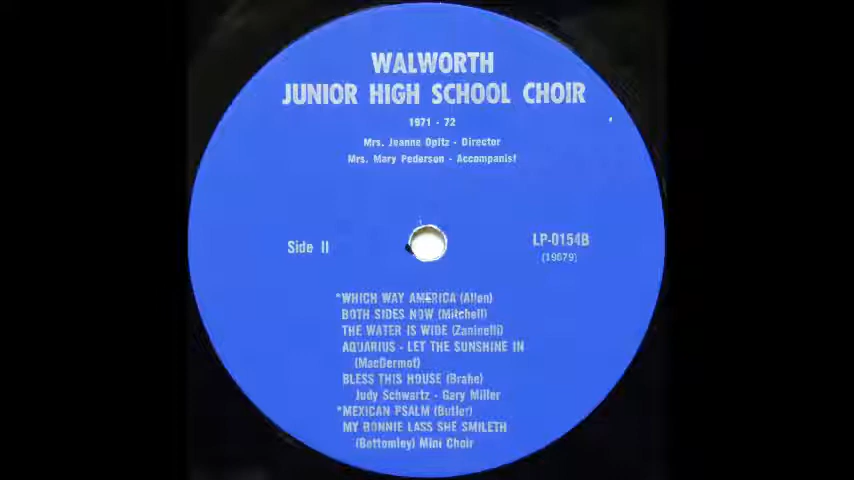 WALWORTH
JUNIOR HIGH SCHOOL CHOIR
1971 - 72
Mrs. Jeanne Opitz - Director
Mrs. Mary Pederson - Accompanist
Side II
LP-0154B
(19679)
*WHICH WAY AMERICA (Allen)
BOTH SIDES NOW (Mitchell)
THE WATER IS WIDE (Zaninelli)
AQUARIUS - LET THE SUNSHINE IN
(MacDermot)
BLESS THIS HOUSE (Brahe)
Judy Schwartz - Gary Miller
*MEXICAN PSALM (Butler)
MY BONNIE LASS SHE SMILETH
(Bottomley) Mini Choir